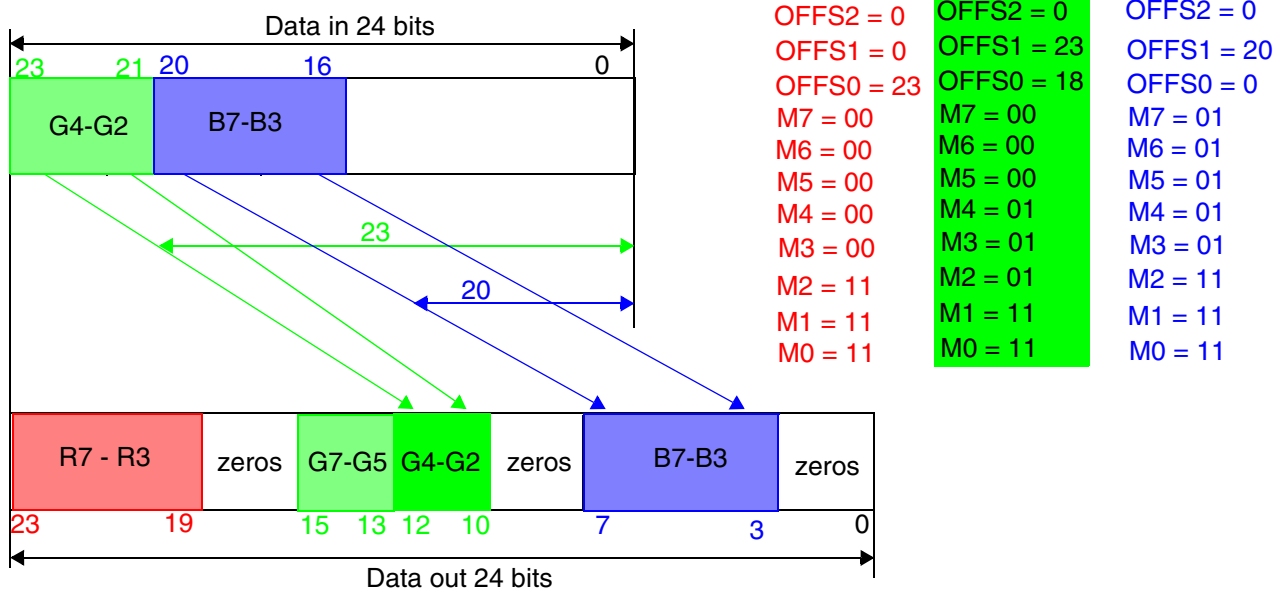 Data in 24 bits
23 21 20 16 0
G4-G2 B7-B3
23
20
R7 - R3 zeros G7-G5 G4-G2 zeros B7-B3 zeros
23 19 15 13 12 10 7 3 0
Data out 24 bits
OFFS2 = 0 OFFS2 = 0 OFFS2 = 0
OFFS1 = 0 OFFS1 = 23 OFFS1 = 20
OFFS0 = 23 OFFS0 = 18 OFFS0 = 0
M7 = 00 M7 = 00 M7 = 01
M6 = 00 M6 = 00 M6 = 01
M5 = 00 M5 = 00 M5 = 01
M4 = 00 M4 = 01 M4 = 01
M3 = 00 M3 = 01 M3 = 01
M2 = 11 M2 = 01 M2 = 11
M1 = 11 M1 = 11 M1 = 11
M0 = 11 M0 = 11 M0 = 11